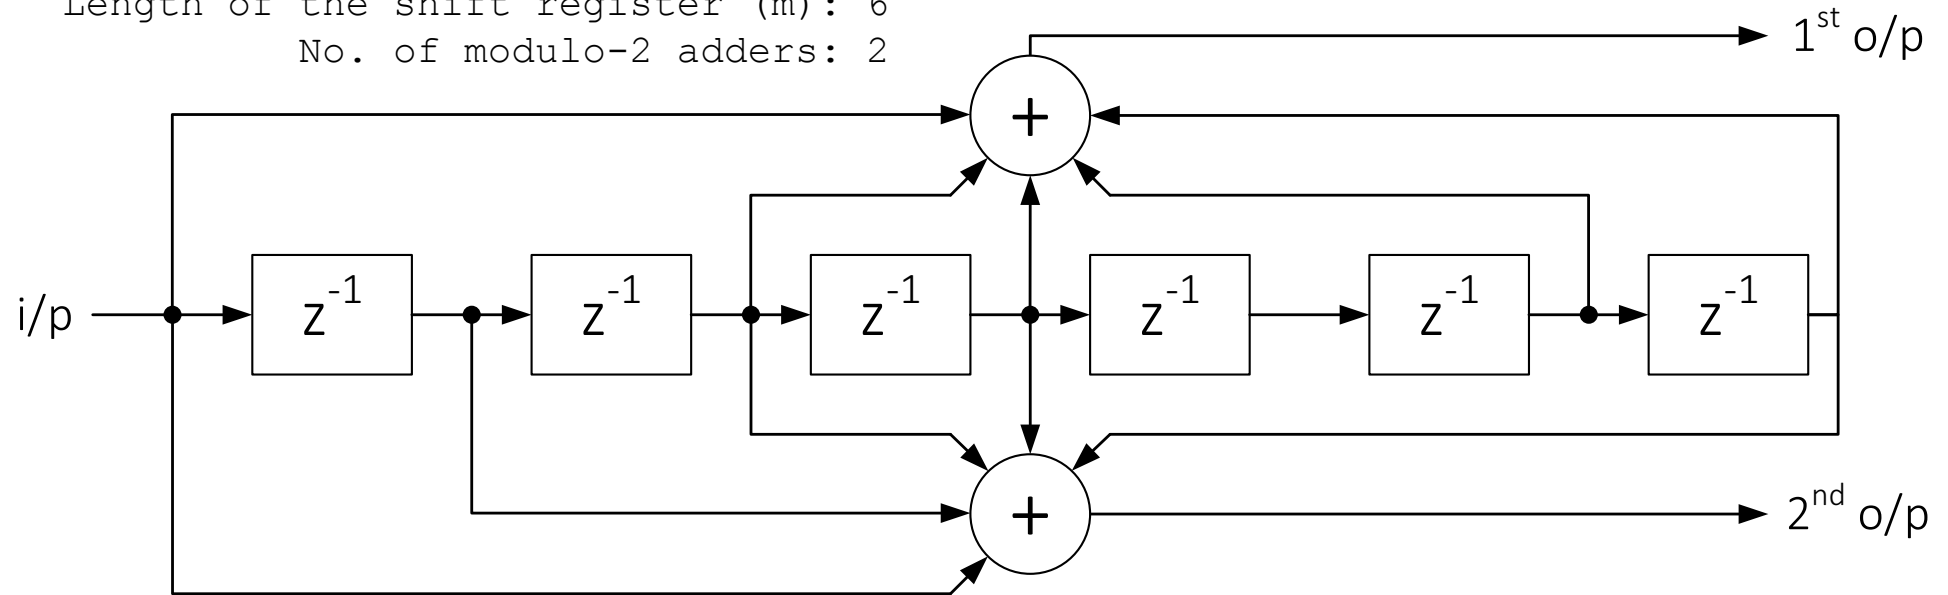 Length of the shift register (m): 6
No. of modulo-2 adders: 2
1st o/p
+
i/p
z-1
z-1
z-1
z-1
z-1
z-1
+
2nd o/p